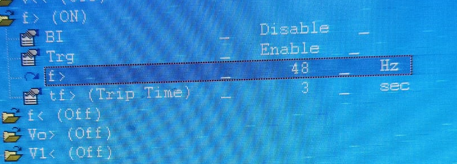 f> (ON)
BI _ Disable _
Trg _ Enable _
f> _ 48 _ Hz
tf> (Trip Time) _ 3 _ sec
f< (Off)
Vo> (Off)
V1< (Off)